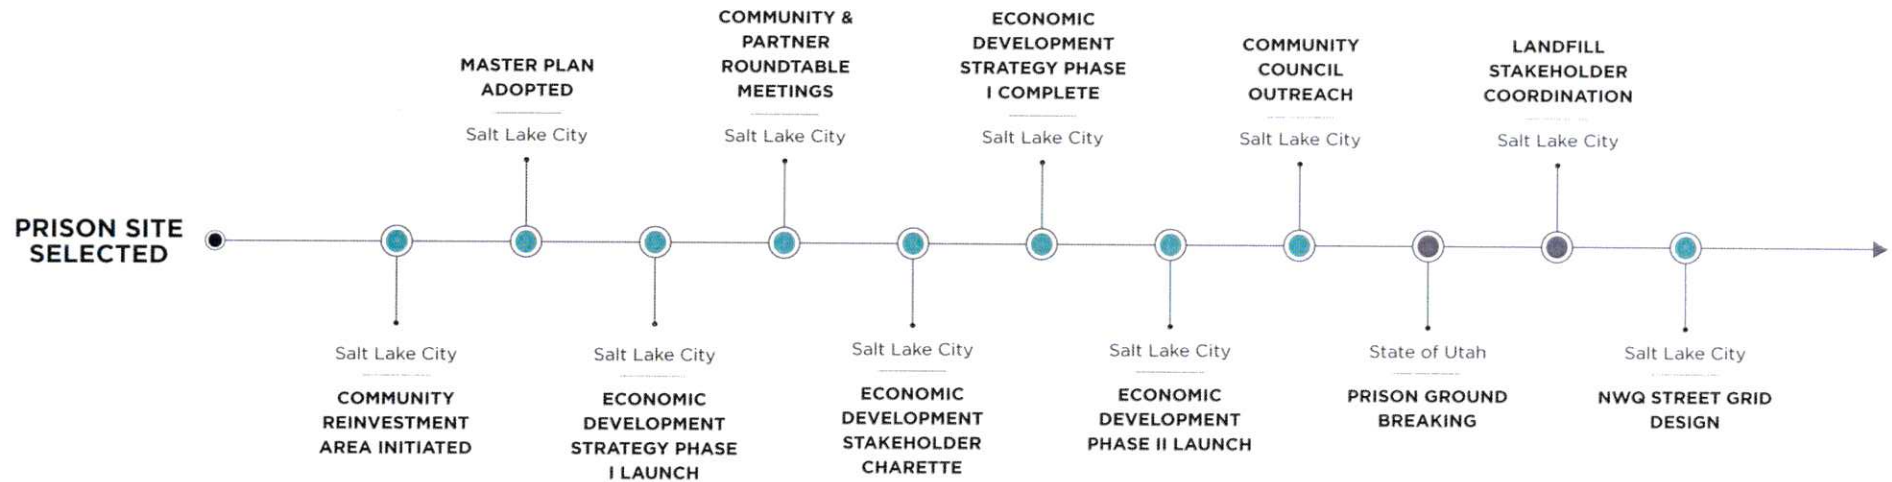 PRISON SITE
SELECTED
Salt Lake City
COMMUNITY
REINVESTMENT
AREA INITIATED
MASTER PLAN
ADOPTED
Salt Lake City
Salt Lake City
ECONOMIC
DEVELOPMENT
STRATEGY PHASE
I LAUNCH
COMMUNITY &
PARTNER
ROUNDTABLE
MEETINGS
Salt Lake City
Salt Lake City
ECONOMIC
DEVELOPMENT
STAKEHOLDER
CHARETTE
ECONOMIC
DEVELOPMENT
STRATEGY PHASE
I COMPLETE
Salt Lake City
Salt Lake City
ECONOMIC
DEVELOPMENT
PHASE II LAUNCH
COMMUNITY
COUNCIL
OUTREACH
Salt Lake City
State of Utah
PRISON GROUND
BREAKING
LANDFILL
STAKEHOLDER
COORDINATION
Salt Lake City
Salt Lake City
NWQ STREET GRID
DESIGN